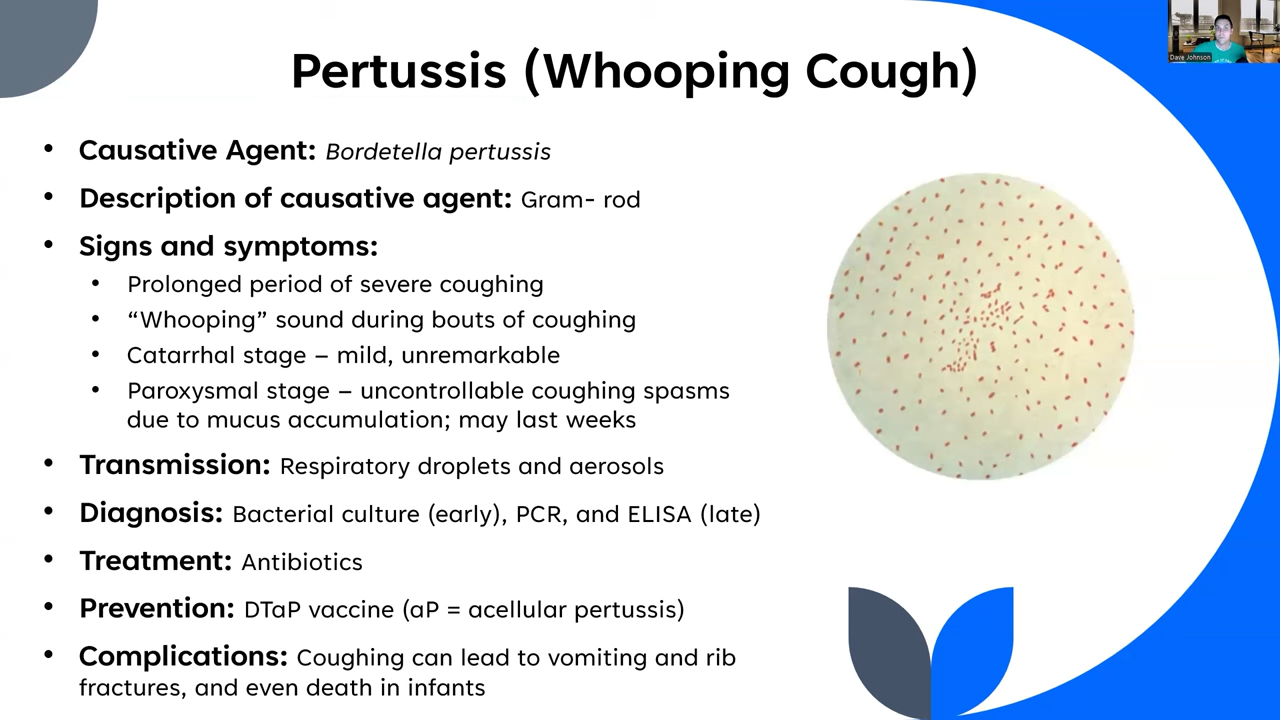 Pertussis (Whooping Cough)
• Causative Agent: Bordetella pertussis
• Description of causative agent: Gram- rod
• Signs and symptoms:
• Prolonged period of severe coughing
• “Whooping” sound during bouts of coughing
• Catarrhal stage – mild, unremarkable
• Paroxysmal stage – uncontrollable coughing spasms
due to mucus accumulation; may last weeks
• Transmission: Respiratory droplets and aerosols
• Diagnosis: Bacterial culture (early), PCR, and ELISA (late)
• Treatment: Antibiotics
• Prevention: DTaP vaccine (aP = acellular pertussis)
• Complications: Coughing can lead to vomiting and rib
fractures, and even death in infants
Dave Johnson